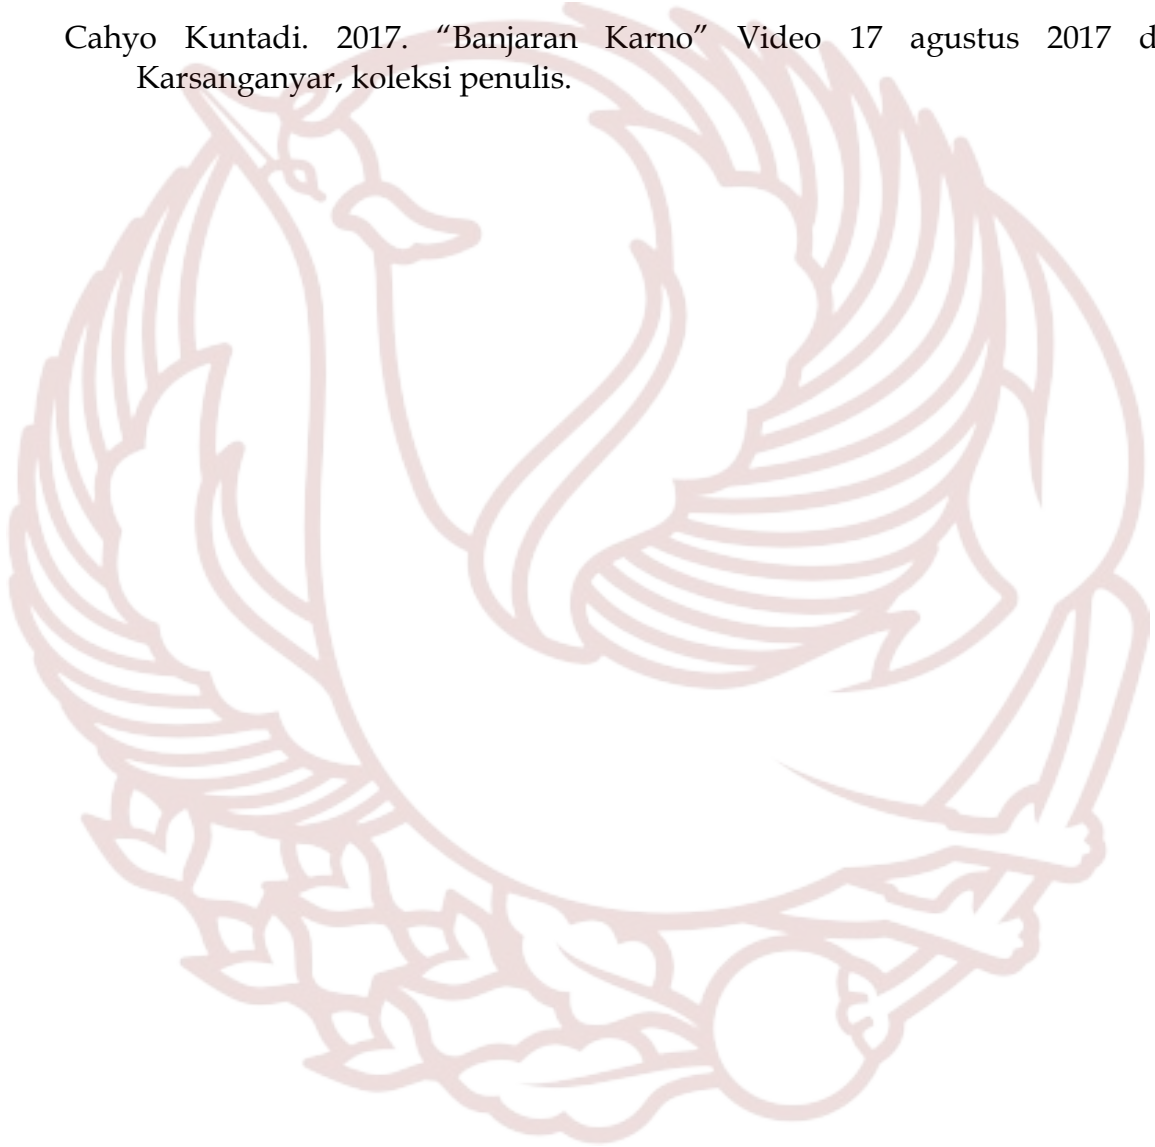 Cahyo Kuntadi. 2017. “Banjaran Karno” Video 17 agustus 2017 d
Karsanganyar, koleksi penulis.